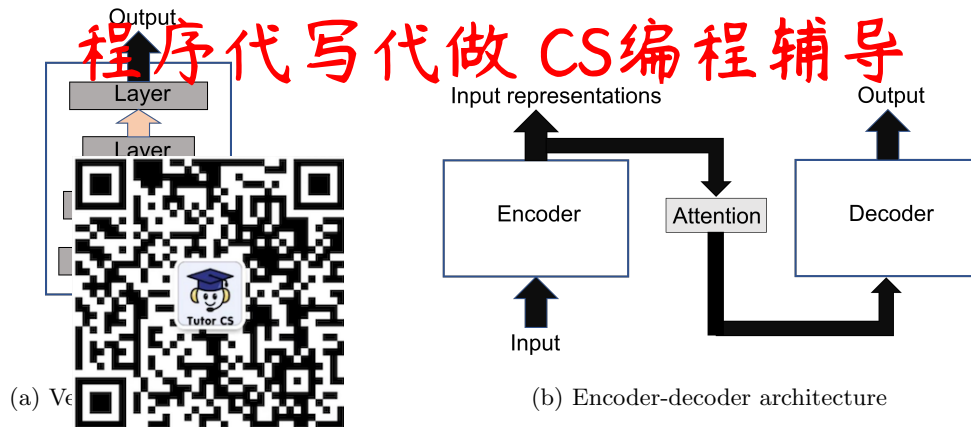 程序代写代做 CS编程辅导
Output
Layer
Layer
Tutor CS
(a)
Input representations
Output
Encoder
Attention
Decoder
Input
(b) Encoder-decoder architecture